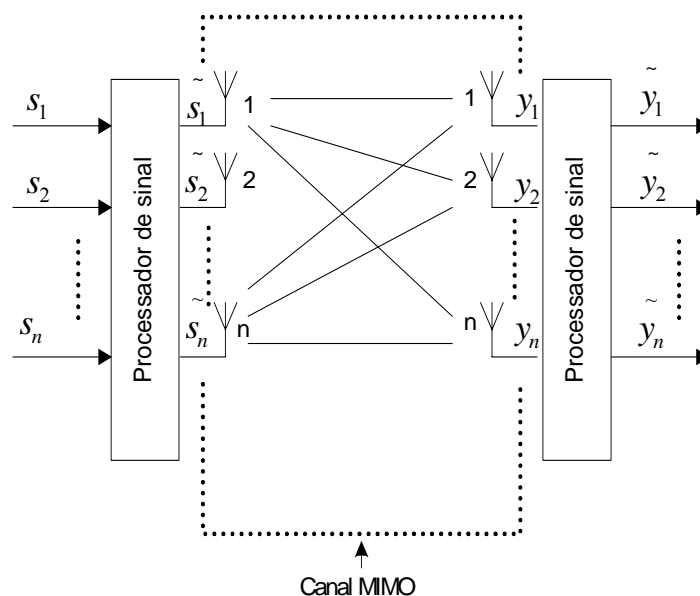 s₁ s̃₁ 1 1 y₁ ỹ₁
s₂ s̃₂ 2 2 y₂ ỹ₂
sₙ s̃ₙ n n yₙ ỹₙ
Processador de sinal
Processador de sinal
Canal MIMO